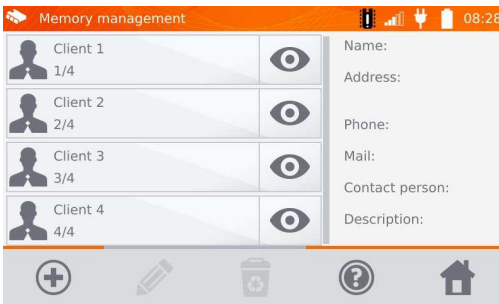 Memory management
08:28
Client 1
1/4
Client 2
2/4
Client 3
3/4
Client 4
4/4
Name:
Address:
Phone:
Mail:
Contact person:
Description: